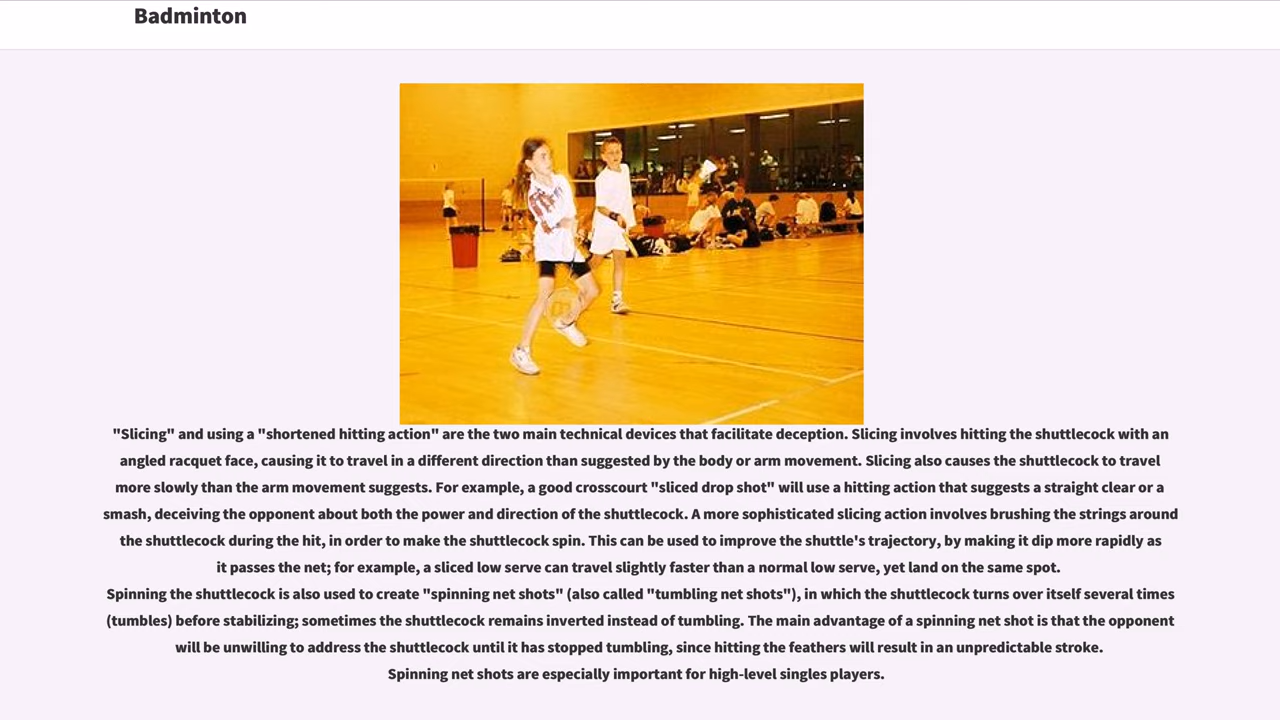 Badminton
"Slicing" and using a "shortened hitting action" are the two main technical devices that facilitate deception. Slicing involves hitting the shuttlecock with an
angled racquet face, causing it to travel in a different direction than suggested by the body or arm movement. Slicing also causes the shuttlecock to travel
more slowly than the arm movement suggests. For example, a good crosscourt "sliced drop shot" will use a hitting action that suggests a straight clear or a
smash, deceiving the opponent about both the power and direction of the shuttlecock. A more sophisticated slicing action involves brushing the strings around
the shuttlecock during the hit, in order to make the shuttlecock spin. This can be used to improve the shuttle's trajectory, by making it dip more rapidly as
it passes the net; for example, a sliced low serve can travel slightly faster than a normal low serve, yet land on the same spot.
Spinning the shuttlecock is also used to create "spinning net shots" (also called "tumbling net shots"), in which the shuttlecock turns over itself several times
(tumbles) before stabilizing; sometimes the shuttlecock remains inverted instead of tumbling. The main advantage of a spinning net shot is that the opponent
will be unwilling to address the shuttlecock until it has stopped tumbling, since hitting the feathers will result in an unpredictable stroke.
Spinning net shots are especially important for high-level singles players.